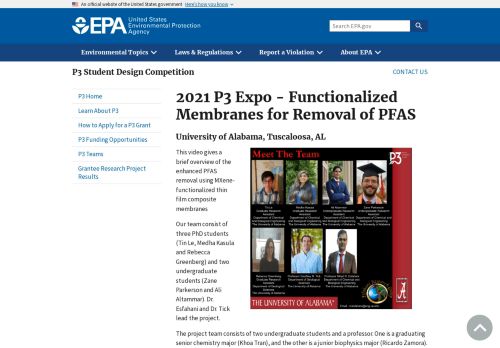 An official website of the United States government Here's how you know
EPA United States
Environmental Protection
Agency
Search EPA.gov
Environmental Topics
Laws & Regulations
Report a Violation
About EPA
P3 Student Design Competition
CONTACT US
P3 Home
Learn About P3
How to Apply for a P3 Grant
P3 Funding Opportunities
P3 Teams
Grantee Research Project
Results
2021 P3 Expo - Functionalized
Membranes for Removal of PFAS
University of Alabama, Tuscaloosa, AL
This video gives a
brief overview of the
enhanced PFAS
removal using MXene-
functionalized thin
film composite
membranes
Our team consist of
three PhD students
(Tin Le, Medha Kasula
and Rebecca
Greenberg) and two
undergraduate
students (Zane
Parkerson and Ali
Altammar). Dr.
Esfahani and Dr. Tick
lead the project.
Meet The Team
P3
THE UNIVERSITY OF ALABAMA
The project team consists of two undergraduate students and a professor. One is a graduating
senior chemistry major (Khoa Tran), and the other is a junior biophysics major (Ricardo Zamora).